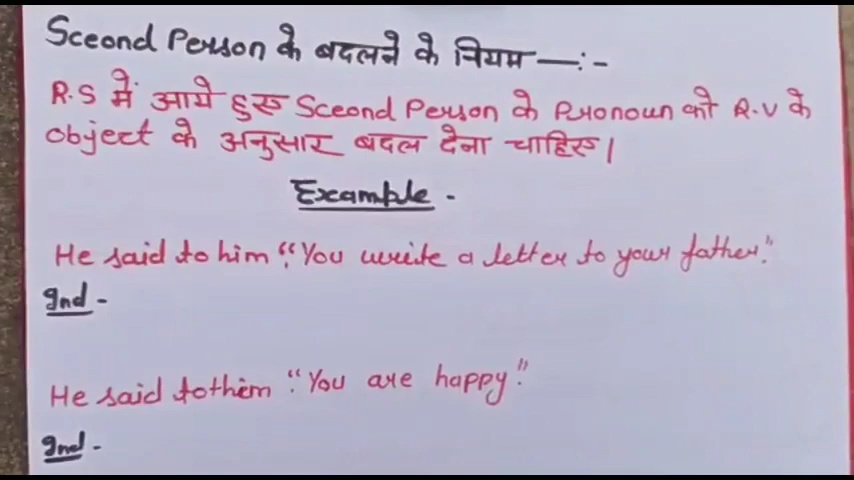 Sceond Person के बदलने के नियम —:-
R.S में आये हुए Sceond Person के Pronoun को R.V के
object के अनुसार बदल देना चाहिए।
Example -
He said to him “You write a letter to your father.”
Ind -
He said to them “You are happy.”
Ind -